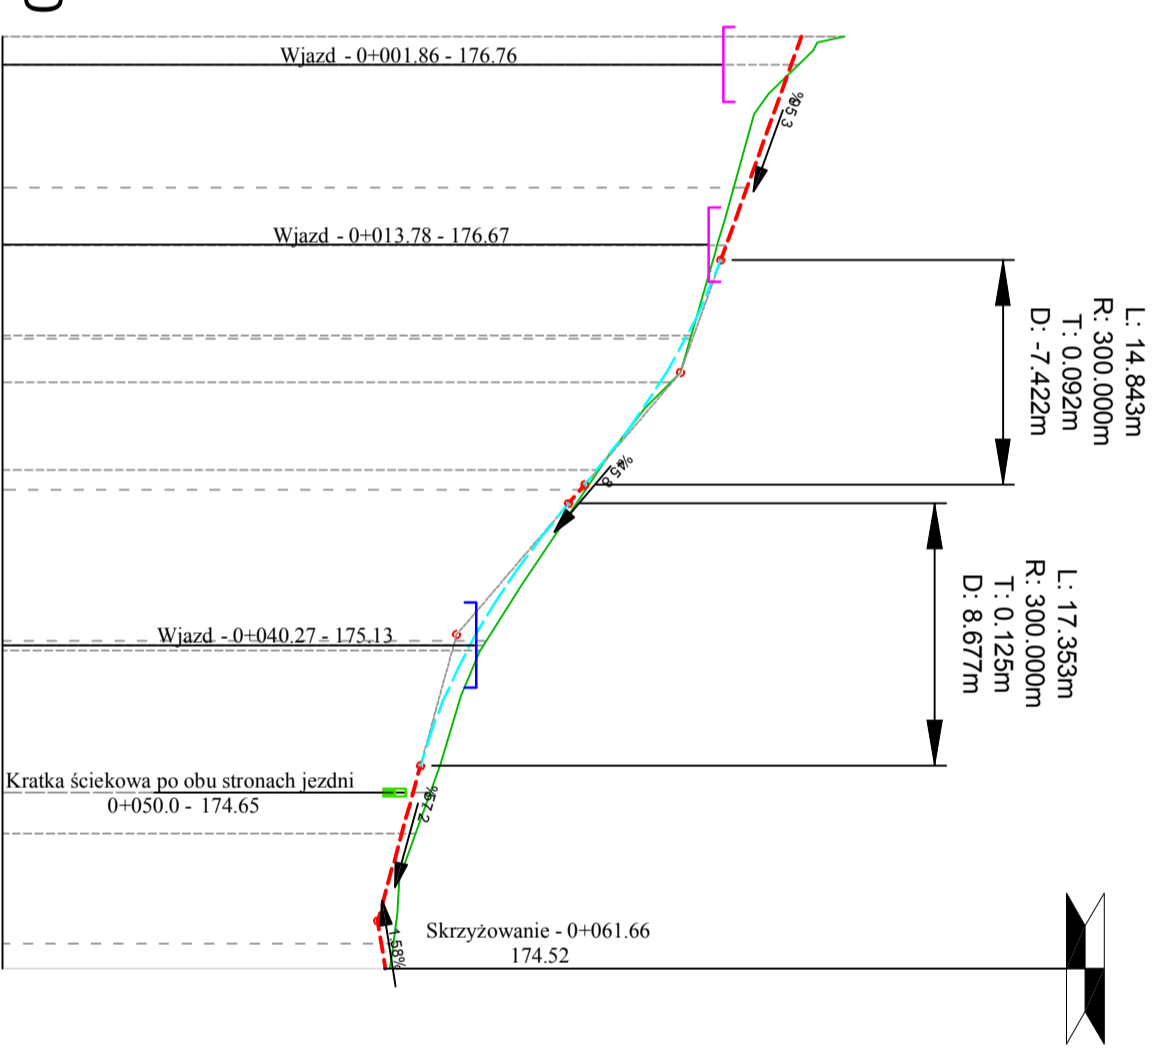 Wjazd - 0+001.86 - 176.76
Wjazd - 0+013.78 - 176.67
L: 14.843m
R: 300.000m
T: 0.092m
D: -7.422m
L: 17.353m
R: 300.000m
T: 0.125m
D: 8.677m
Wjazd - 0+040.27 - 175.13
Kratka ściekowa po obu stronach jezdni
0+050.0 - 174.65
1.58%
Skrzyżowanie - 0+061.66
174.52